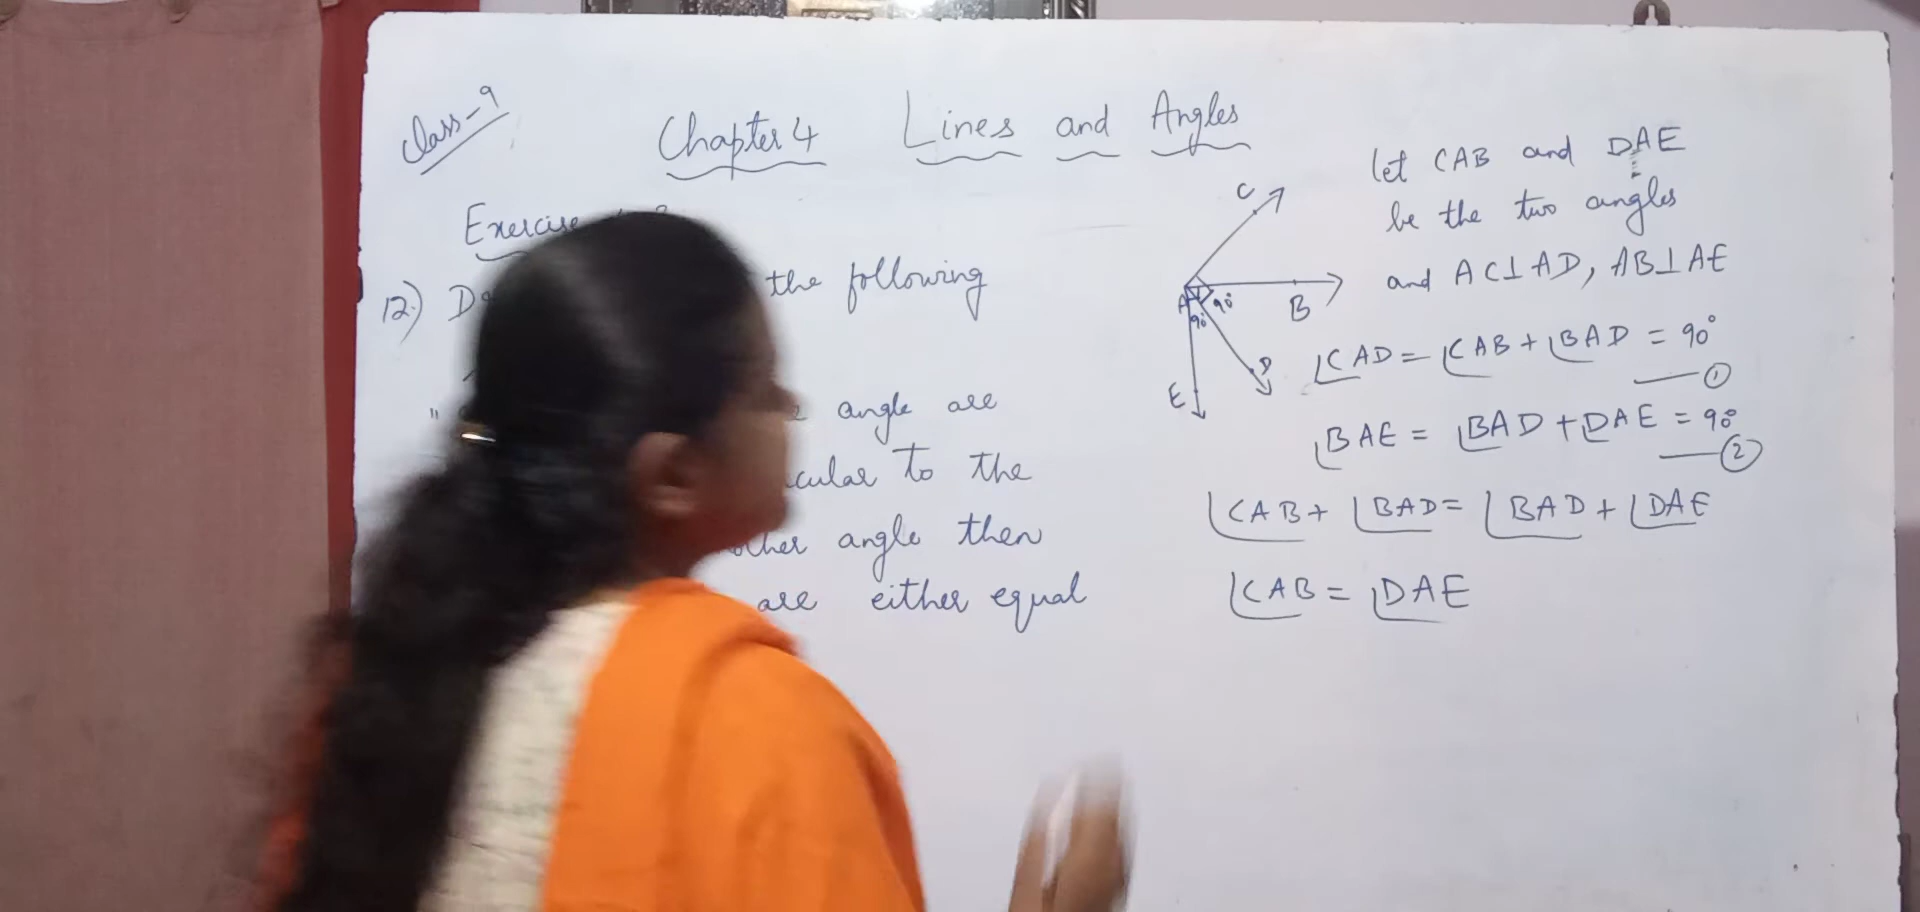 Class-9
Chapter 4 Lines and Angles
Exercise
12.) the following
" angle are
to the
angle then
are either equal
C
A
90°
90°
B
D
E
let CAB and DAE
be the two angles
and AC⊥AD, AB⊥AE
∠CAD = ∠CAB + ∠BAD = 90°
—— ①
∠BAE = ∠BAD + ∠DAE = 90°
—— ②
∠CAB + ∠BAD = ∠BAD + ∠DAE
∠CAB = ∠DAE